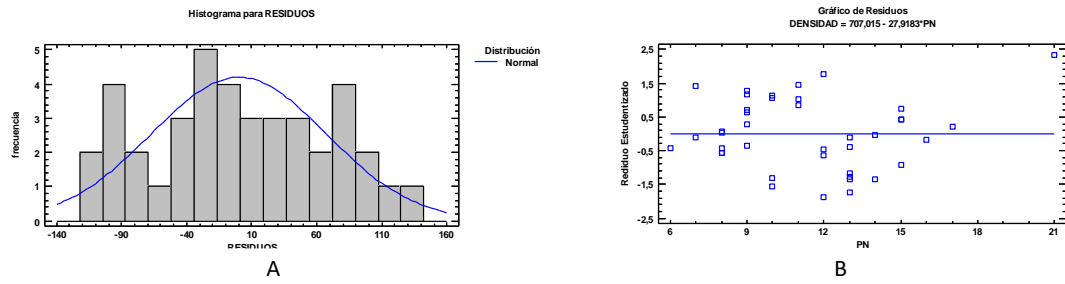 Histograma para RESIDUOS
Distribución
Normal
frecuencia
5
4
3
2
1
0
-140 -90 -40 10 60 110 160
RESIDUOS
A
Gráfico de Residuos
DENSIDAD = 707,015 - 27,9183*PN
Rediduo Estudentizado
2,5
1,5
0,5
-0,5
-1,5
-2,5
6 9 12 15 18 21
PN
B